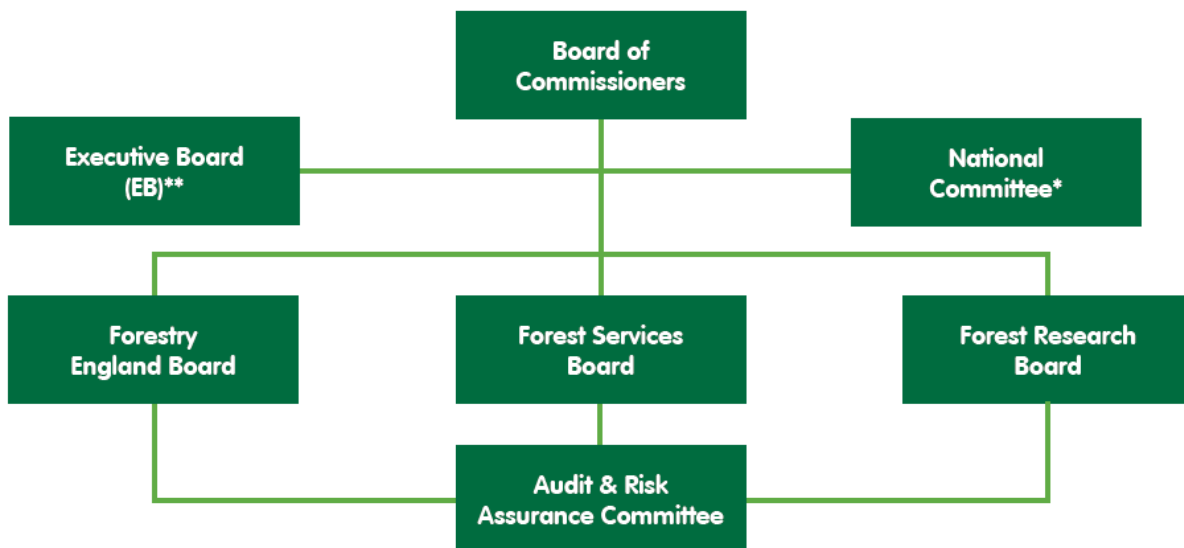 Board of
Commissioners
Executive Board
(EB)**
National
Committee*
Forestry
England Board
Forest Services
Board
Forest Research
Board
Audit & Risk
Assurance Committee